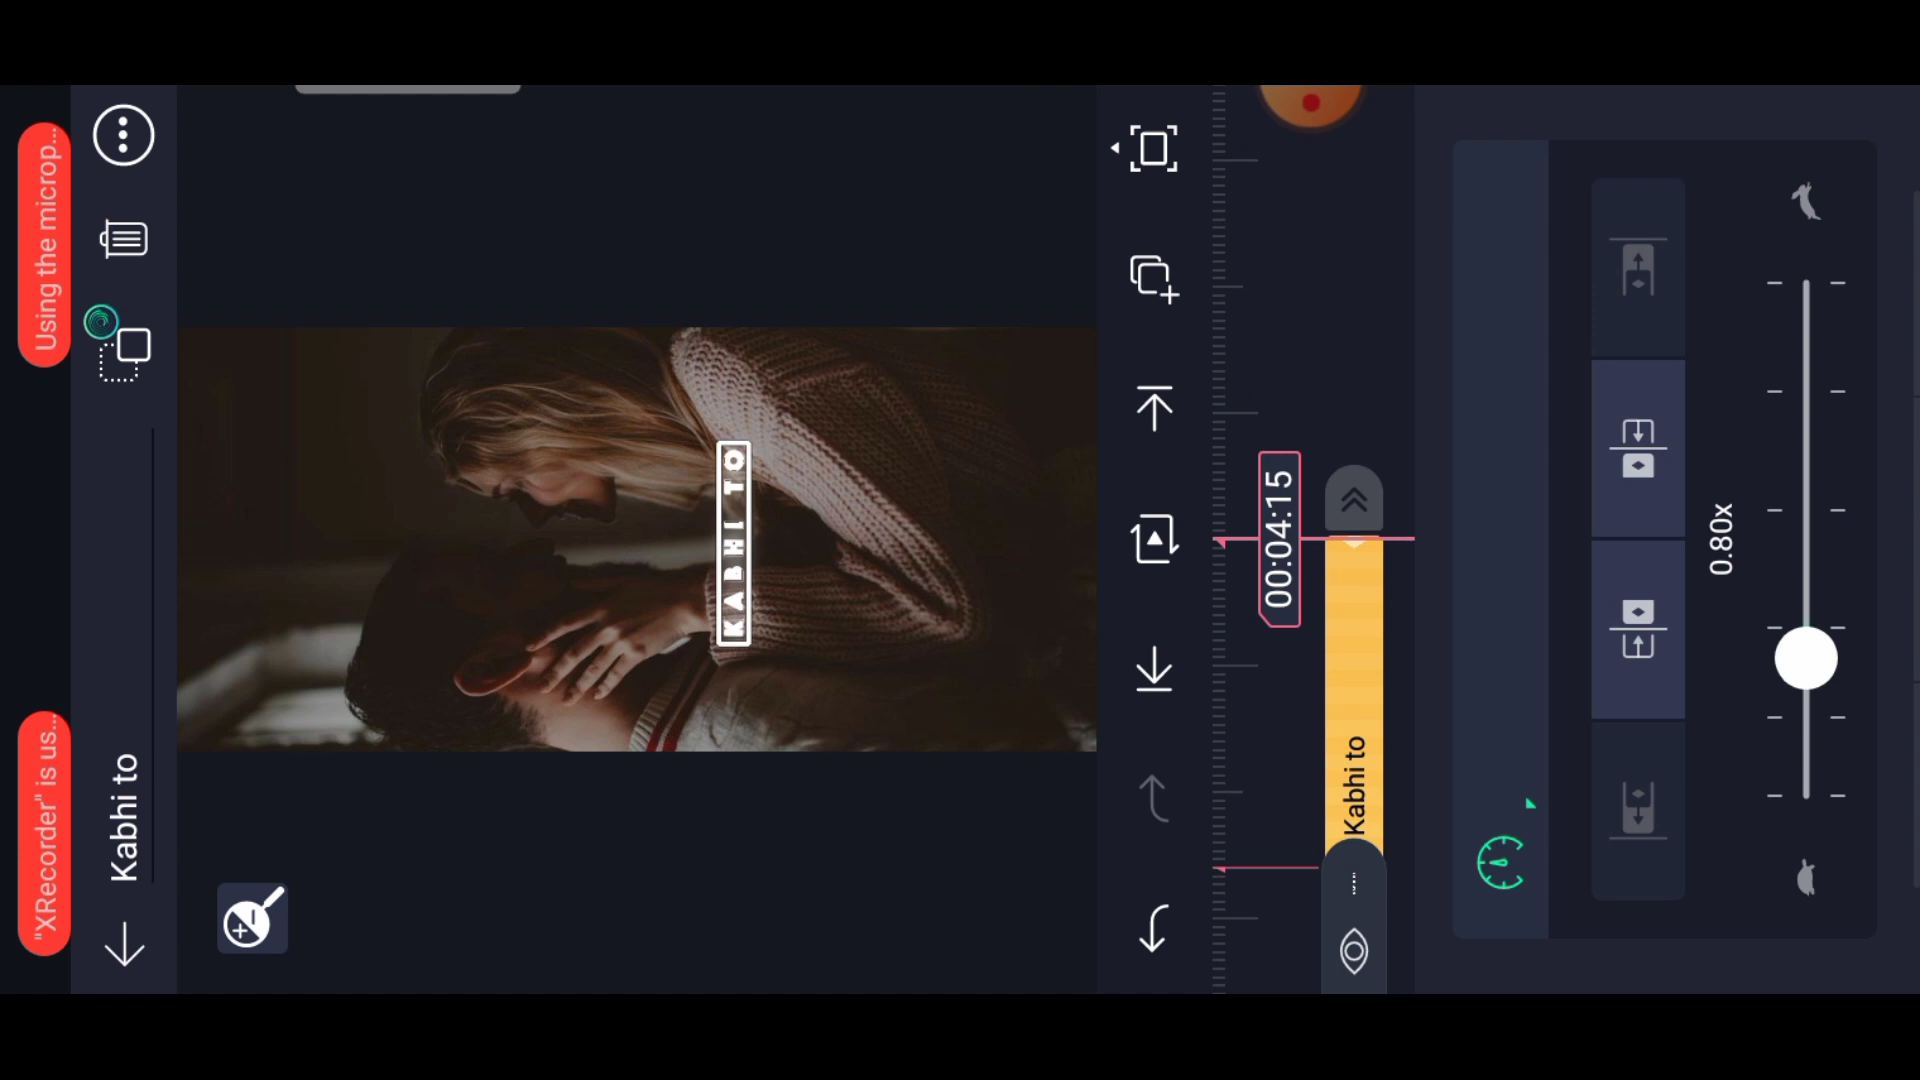 "XRecorder" is us...
Using the microp...
Kabhi to
KABHI TO
00:04:15
Kabhi to
0.80x